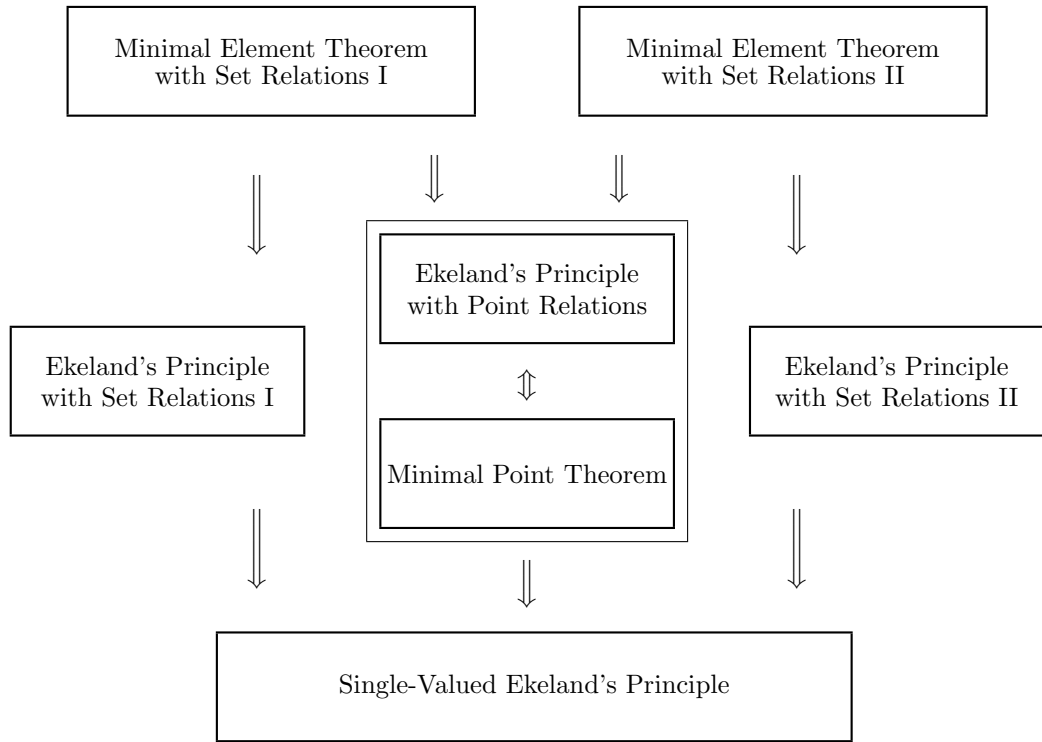 Minimal Element Theorem
with Set Relations I
Minimal Element Theorem
with Set Relations II
Ekeland's Principle
with Point Relations
Ekeland's Principle
with Set Relations I
Ekeland's Principle
with Set Relations II
Minimal Point Theorem
Single-Valued Ekeland's Principle